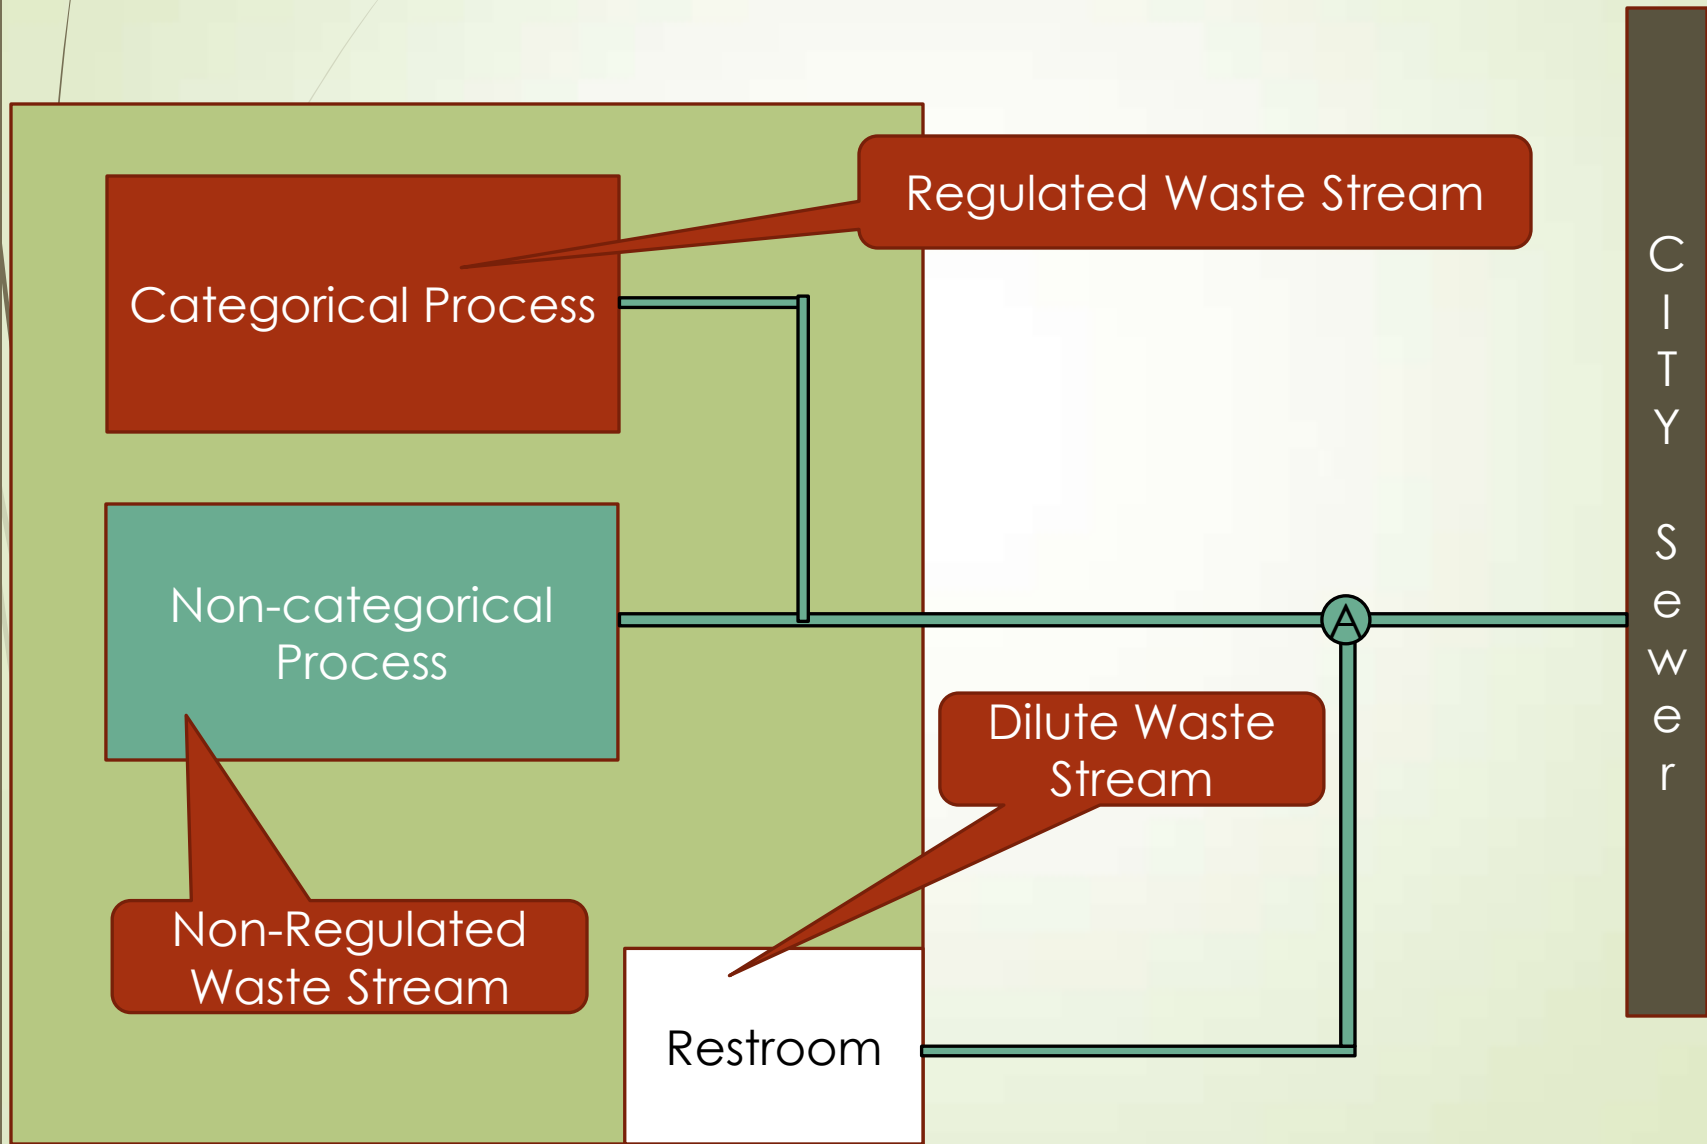 Regulated Waste Stream
Categorical Process
Non-categorical
Process
A
Dilute Waste
Stream
Non-Regulated
Waste Stream
Restroom
C
I
T
Y
S
e
w
e
r